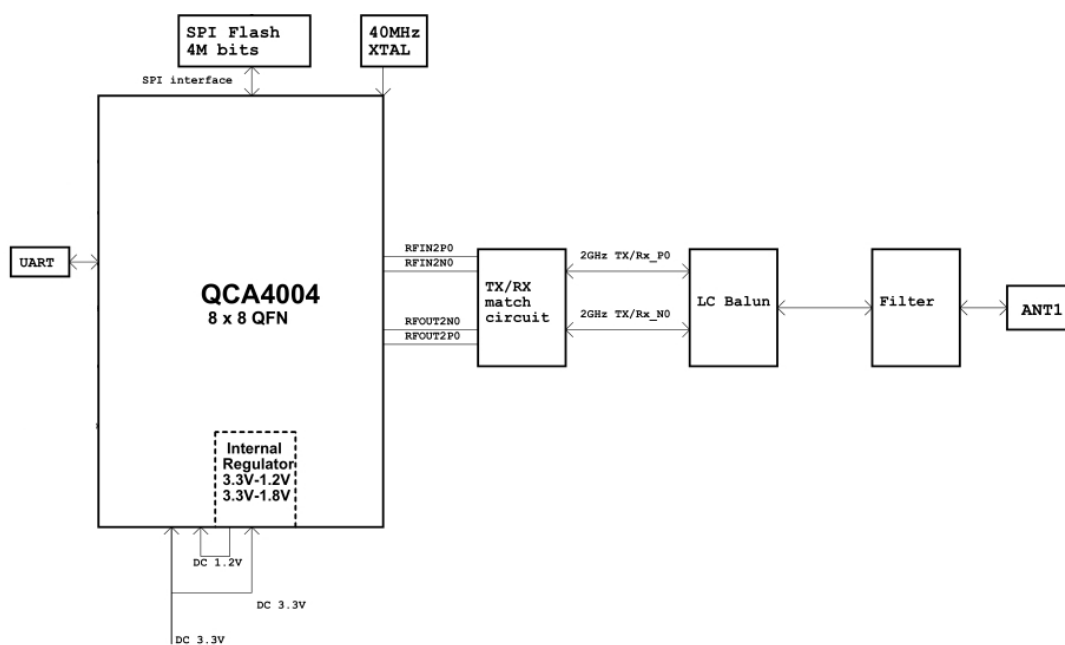 SPI Flash
4M bits
40MHz
XTAL
SPI interface
UART
QCA4004
8 x 8 QFN
RFIN2P0
RFIN2N0
RFOUT2N0
RFOUT2P0
TX/RX
match
circuit
2GHz TX/Rx_P0
2GHz TX/Rx_N0
LC Balun
Filter
ANT1
Internal
Regulator
3.3V-1.2V
3.3V-1.8V
DC 1.2V
DC 3.3V
DC 3.3V